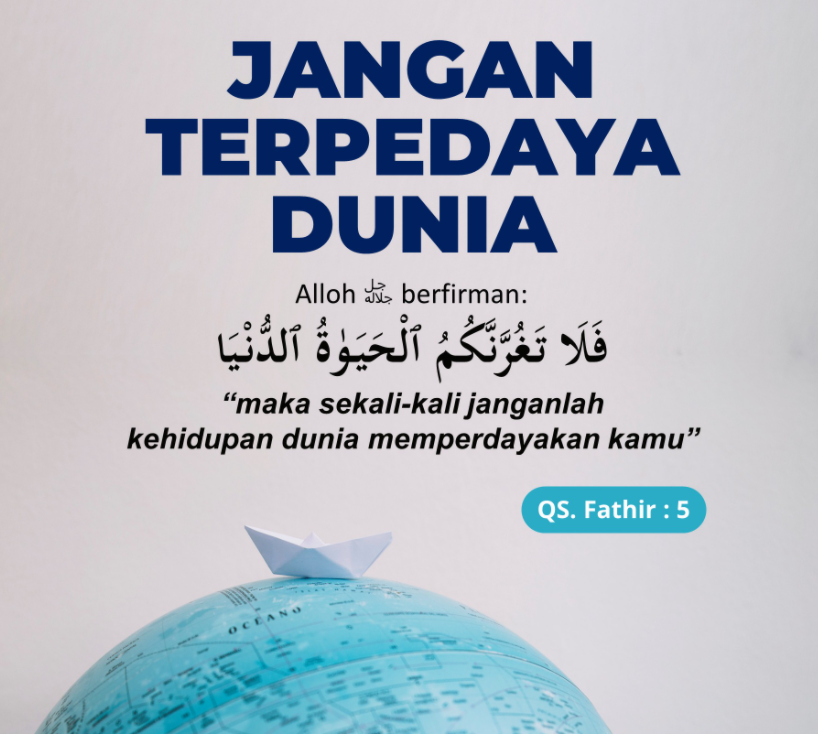 JANGAN
TERPEDAYA
DUNIA
Alloh ﷻ berfirman:
فَلَا تَغُرَّنَّكُمُ ٱلْحَيَوٰةُ ٱلدُّنْيَا
“maka sekali-kali janganlah
kehidupan dunia memperdayakan kamu”
QS. Fathir : 5
OCEANO